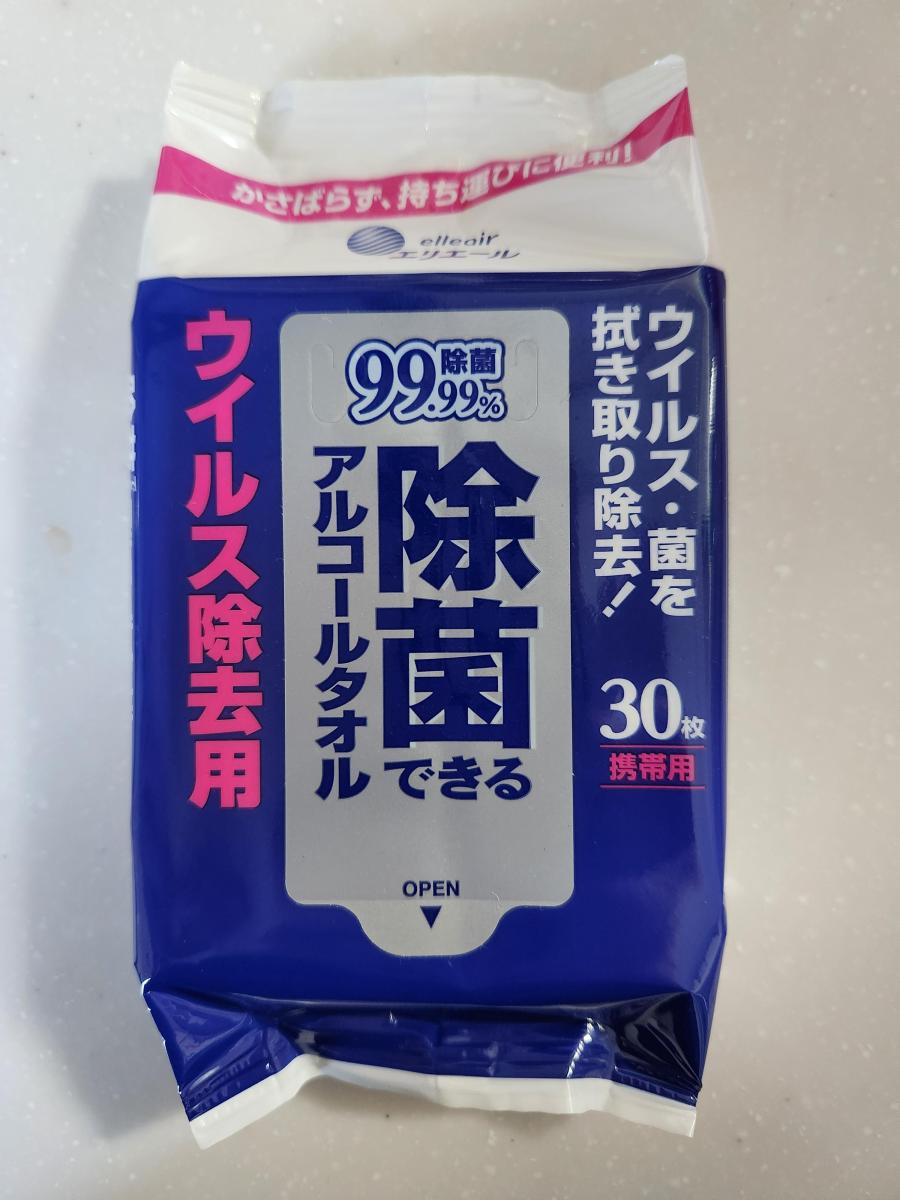 かさばらず、持ち運びに便利!
elleair
エリエール
ウイルス・菌を
拭き取り除去!
30枚
携帯用
除菌
99.99%
除菌できる
アルコールタオル
OPEN
ウイルス除去用